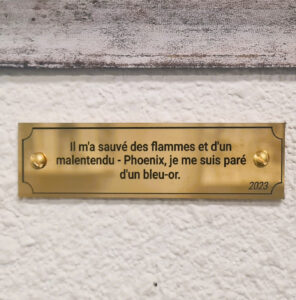 Il m'a sauvé des flammes et d'un
malentendu - Phoenix, je me suis paré
d'un bleu-or.
2023